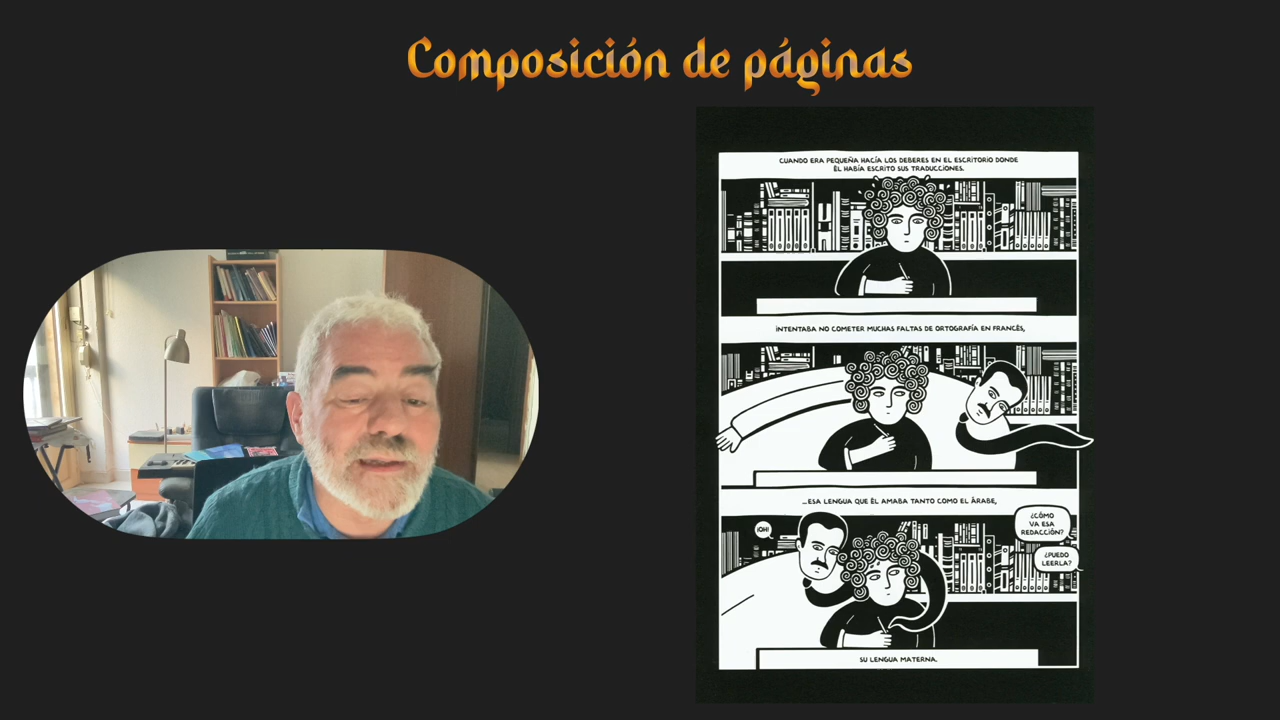 Composición de páginas
CUANDO ERA PEQUEÑA HACÍA LOS DEBERES EN EL ESCRITORIO DONDE
ÉL HABÍA ESCRITO SUS TRADUCCIONES.
INTENTABA NO COMETER MUCHAS FALTAS DE ORTOGRAFÍA EN FRANCÉS,
...ESA LENGUA QUE ÉL AMABA TANTO COMO EL ÁRABE,
¡OH!
¿CÓMO
VA ESA
REDACCIÓN?
¿PUEDO
LEERLA?
SU LENGUA MATERNA.